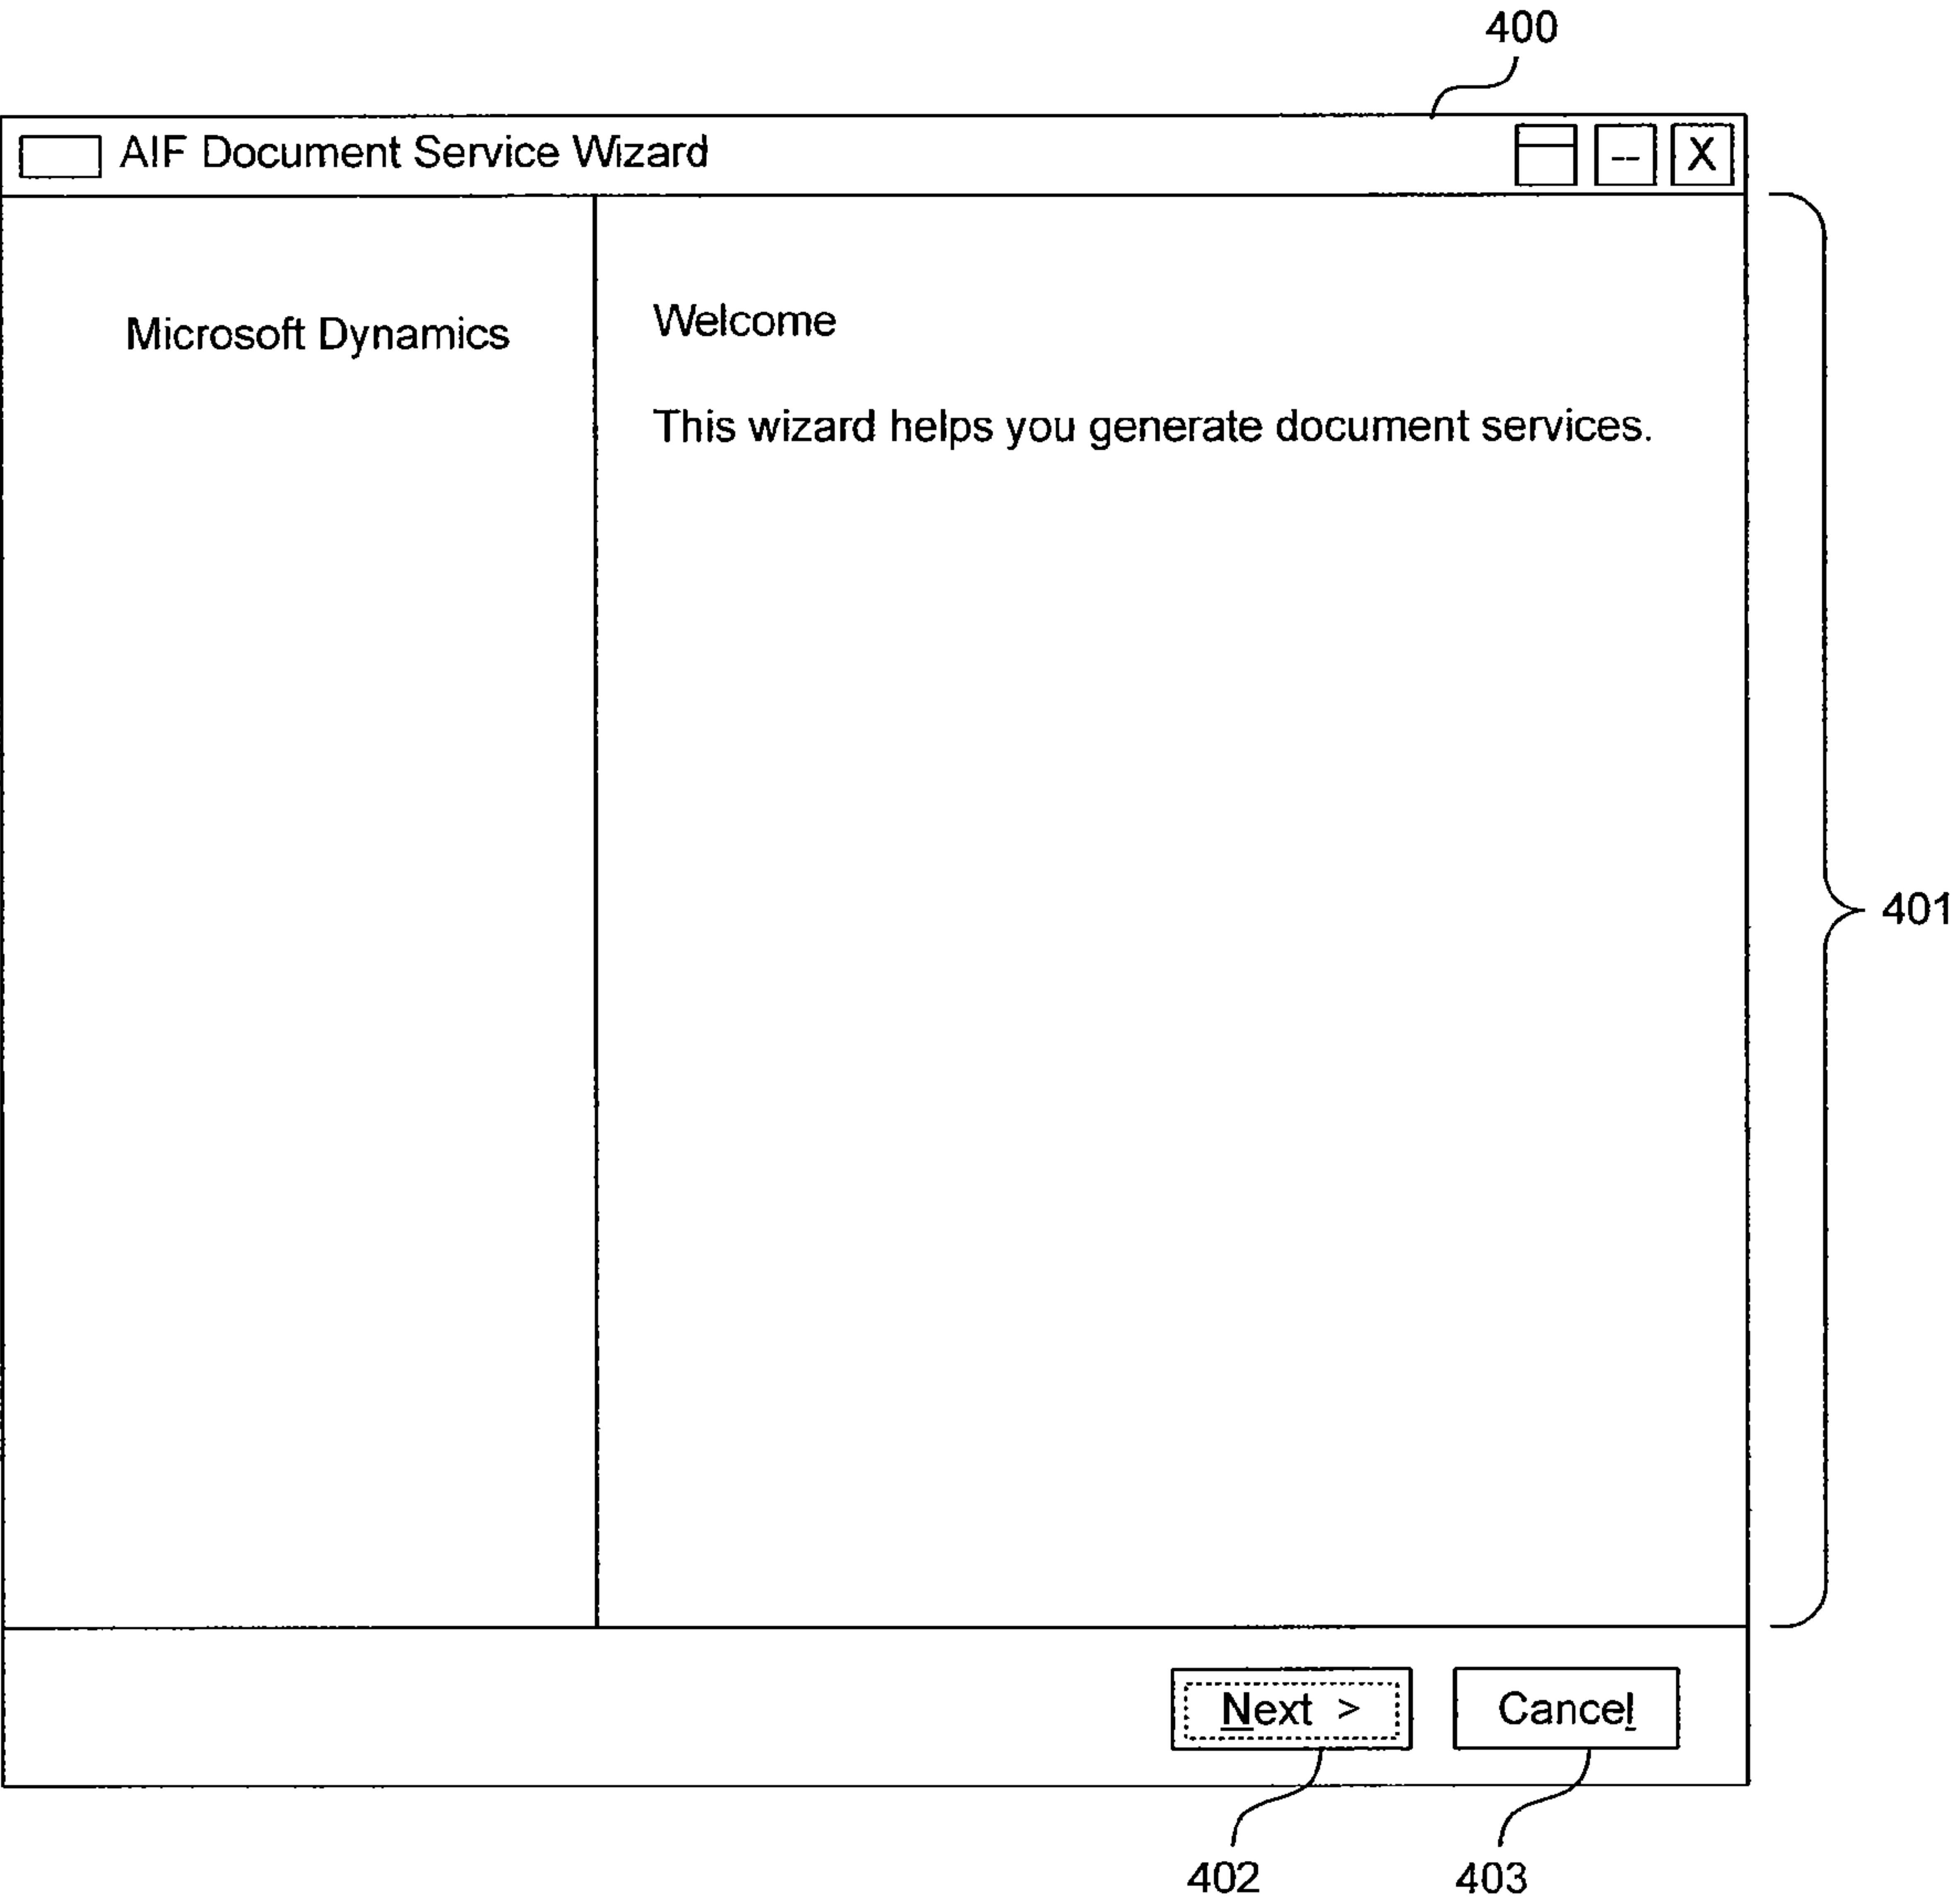 400
AIF Document Service Wizard
-- X
Microsoft Dynamics
Welcome
This wizard helps you generate document services.
401
Next >
Cancel
402
403